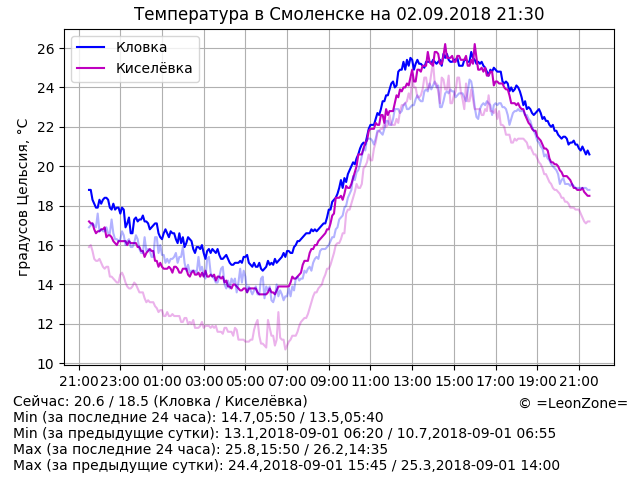 Температура в Смоленске на 02.09.2018 21:30
градусов Цельсия, °C
26
24
22
20
18
16
14
12
10
Кловка
Киселёвка
21:00 23:00 01:00 03:00 05:00 07:00 09:00 11:00 13:00 15:00 17:00 19:00 21:00
Сейчас: 20.6 / 18.5 (Кловка / Киселёвка)
© =LeonZone=
Min (за последние 24 часа): 14.7,05:50 / 13.5,05:40
Min (за предыдущие сутки): 13.1,2018-09-01 06:20 / 10.7,2018-09-01 06:55
Max (за последние 24 часа): 25.8,15:50 / 26.2,14:35
Max (за предыдущие сутки): 24.4,2018-09-01 15:45 / 25.3,2018-09-01 14:00